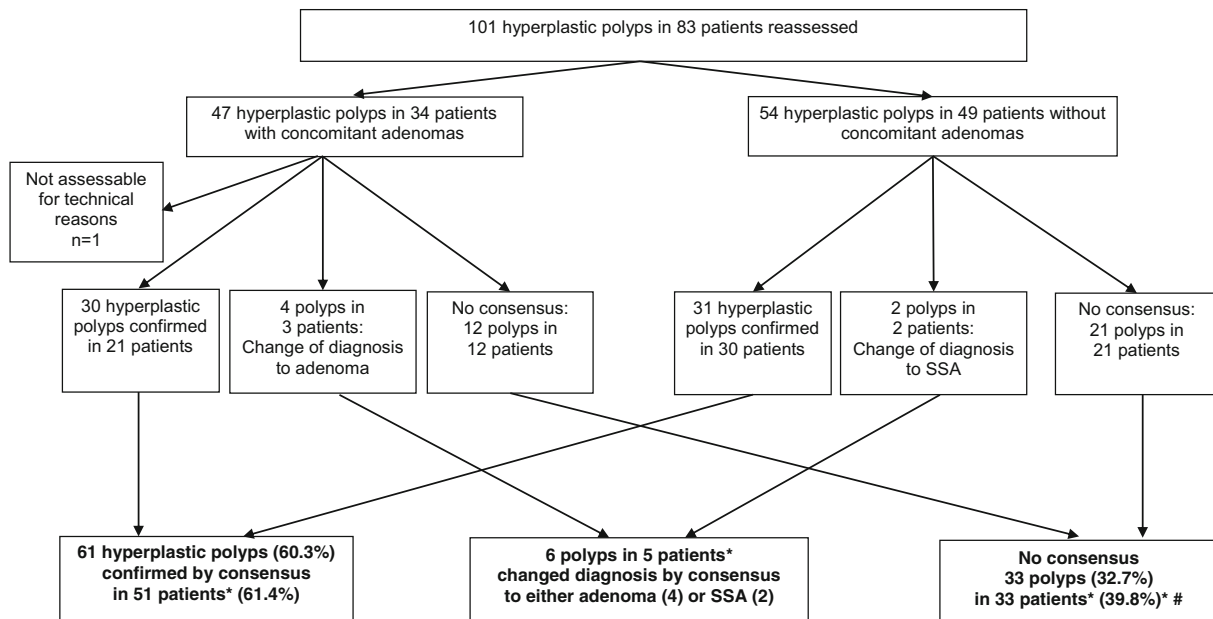 101 hyperplastic polyps in 83 patients reassessed
47 hyperplastic polyps in 34 patients
with concomitant adenomas
54 hyperplastic polyps in 49 patients without
concomitant adenomas
Not assessable
for technical
reasons
n=1
30 hyperplastic
polyps confirmed
in 21 patients
4 polyps in
3 patients:
Change of diagnosis
to adenoma
No consensus:
12 polyps in
12 patients
31 hyperplastic
polyps confirmed
in 30 patients
2 polyps in
2 patients:
Change of diagnosis
to SSA
No consensus:
21 polyps in
21 patients
61 hyperplastic polyps (60.3%)
confirmed by consensus
in 51 patients* (61.4%)
6 polyps in 5 patients*
changed diagnosis by consensus
to either adenoma (4) or SSA (2)
No consensus
33 polyps (32.7%)
in 33 patients* (39.8%)* #